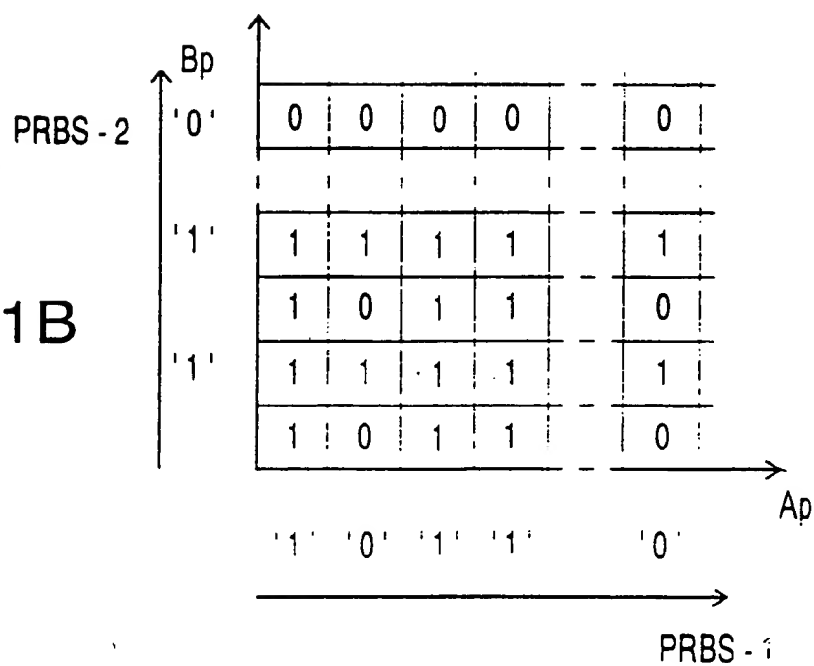 Bp
PRBS - 2 '0' 0 0 0 0 0
'1' 1 1 1 1 1
1B
1 0 1 1 0
'1' 1 1 1 1 1
1 0 1 1 0
Ap
'1' '0' '1' '1' '0'
PRBS - 1